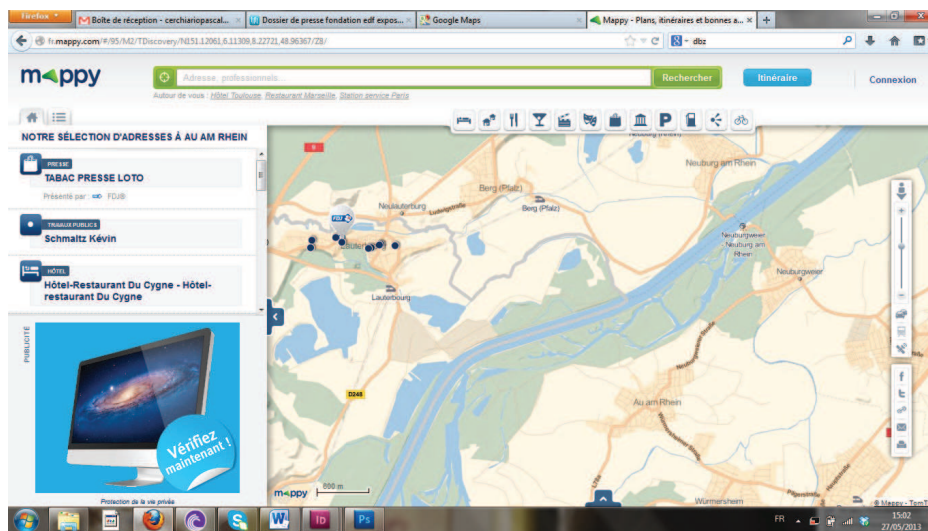 Firefox
Boîte de réception - cerchiariopascal...
Dossier de presse fondation edf expos...
Google Maps
Mappy - Plans, itinéraires et bonnes a...
fr.mappy.com/#/95/M2/TDiscovery/N151.12061,6.11309,8.22721,48.96367/Z8/
dbz
mappy
Adresse, professionnels...
Rechercher
Itinéraire
Connexion
Autour de vous : Hôtel Toulouse, Restaurant Marseille, Station service Paris
NOTRE SÉLECTION D'ADRESSES À AU AM RHEIN
PRESSE
TABAC PRESSE LOTO
Présenté par : FDJ
TRAVAUX PUBLICS
Schmaltz Kévin
HÔTEL
Hôtel-Restaurant Du Cygne - Hôtel-
restaurant Du Cygne
PUBLICITÉ
Vérifiez
maintenant !
Protection de la vie privée
Neuburg am Rhein
Berg (Pfalz)
Berg (Pfalz)
Neulauterburg
Ludwigstraße
FDJ
Neuburgweier
- Neuburg am
Rhein
Neuburgweier
Lauterbourg
D248
Au am Rhein
Würmersheim
mappy
600 m
© Mappy - TomT
FR
15:02
27/05/2013